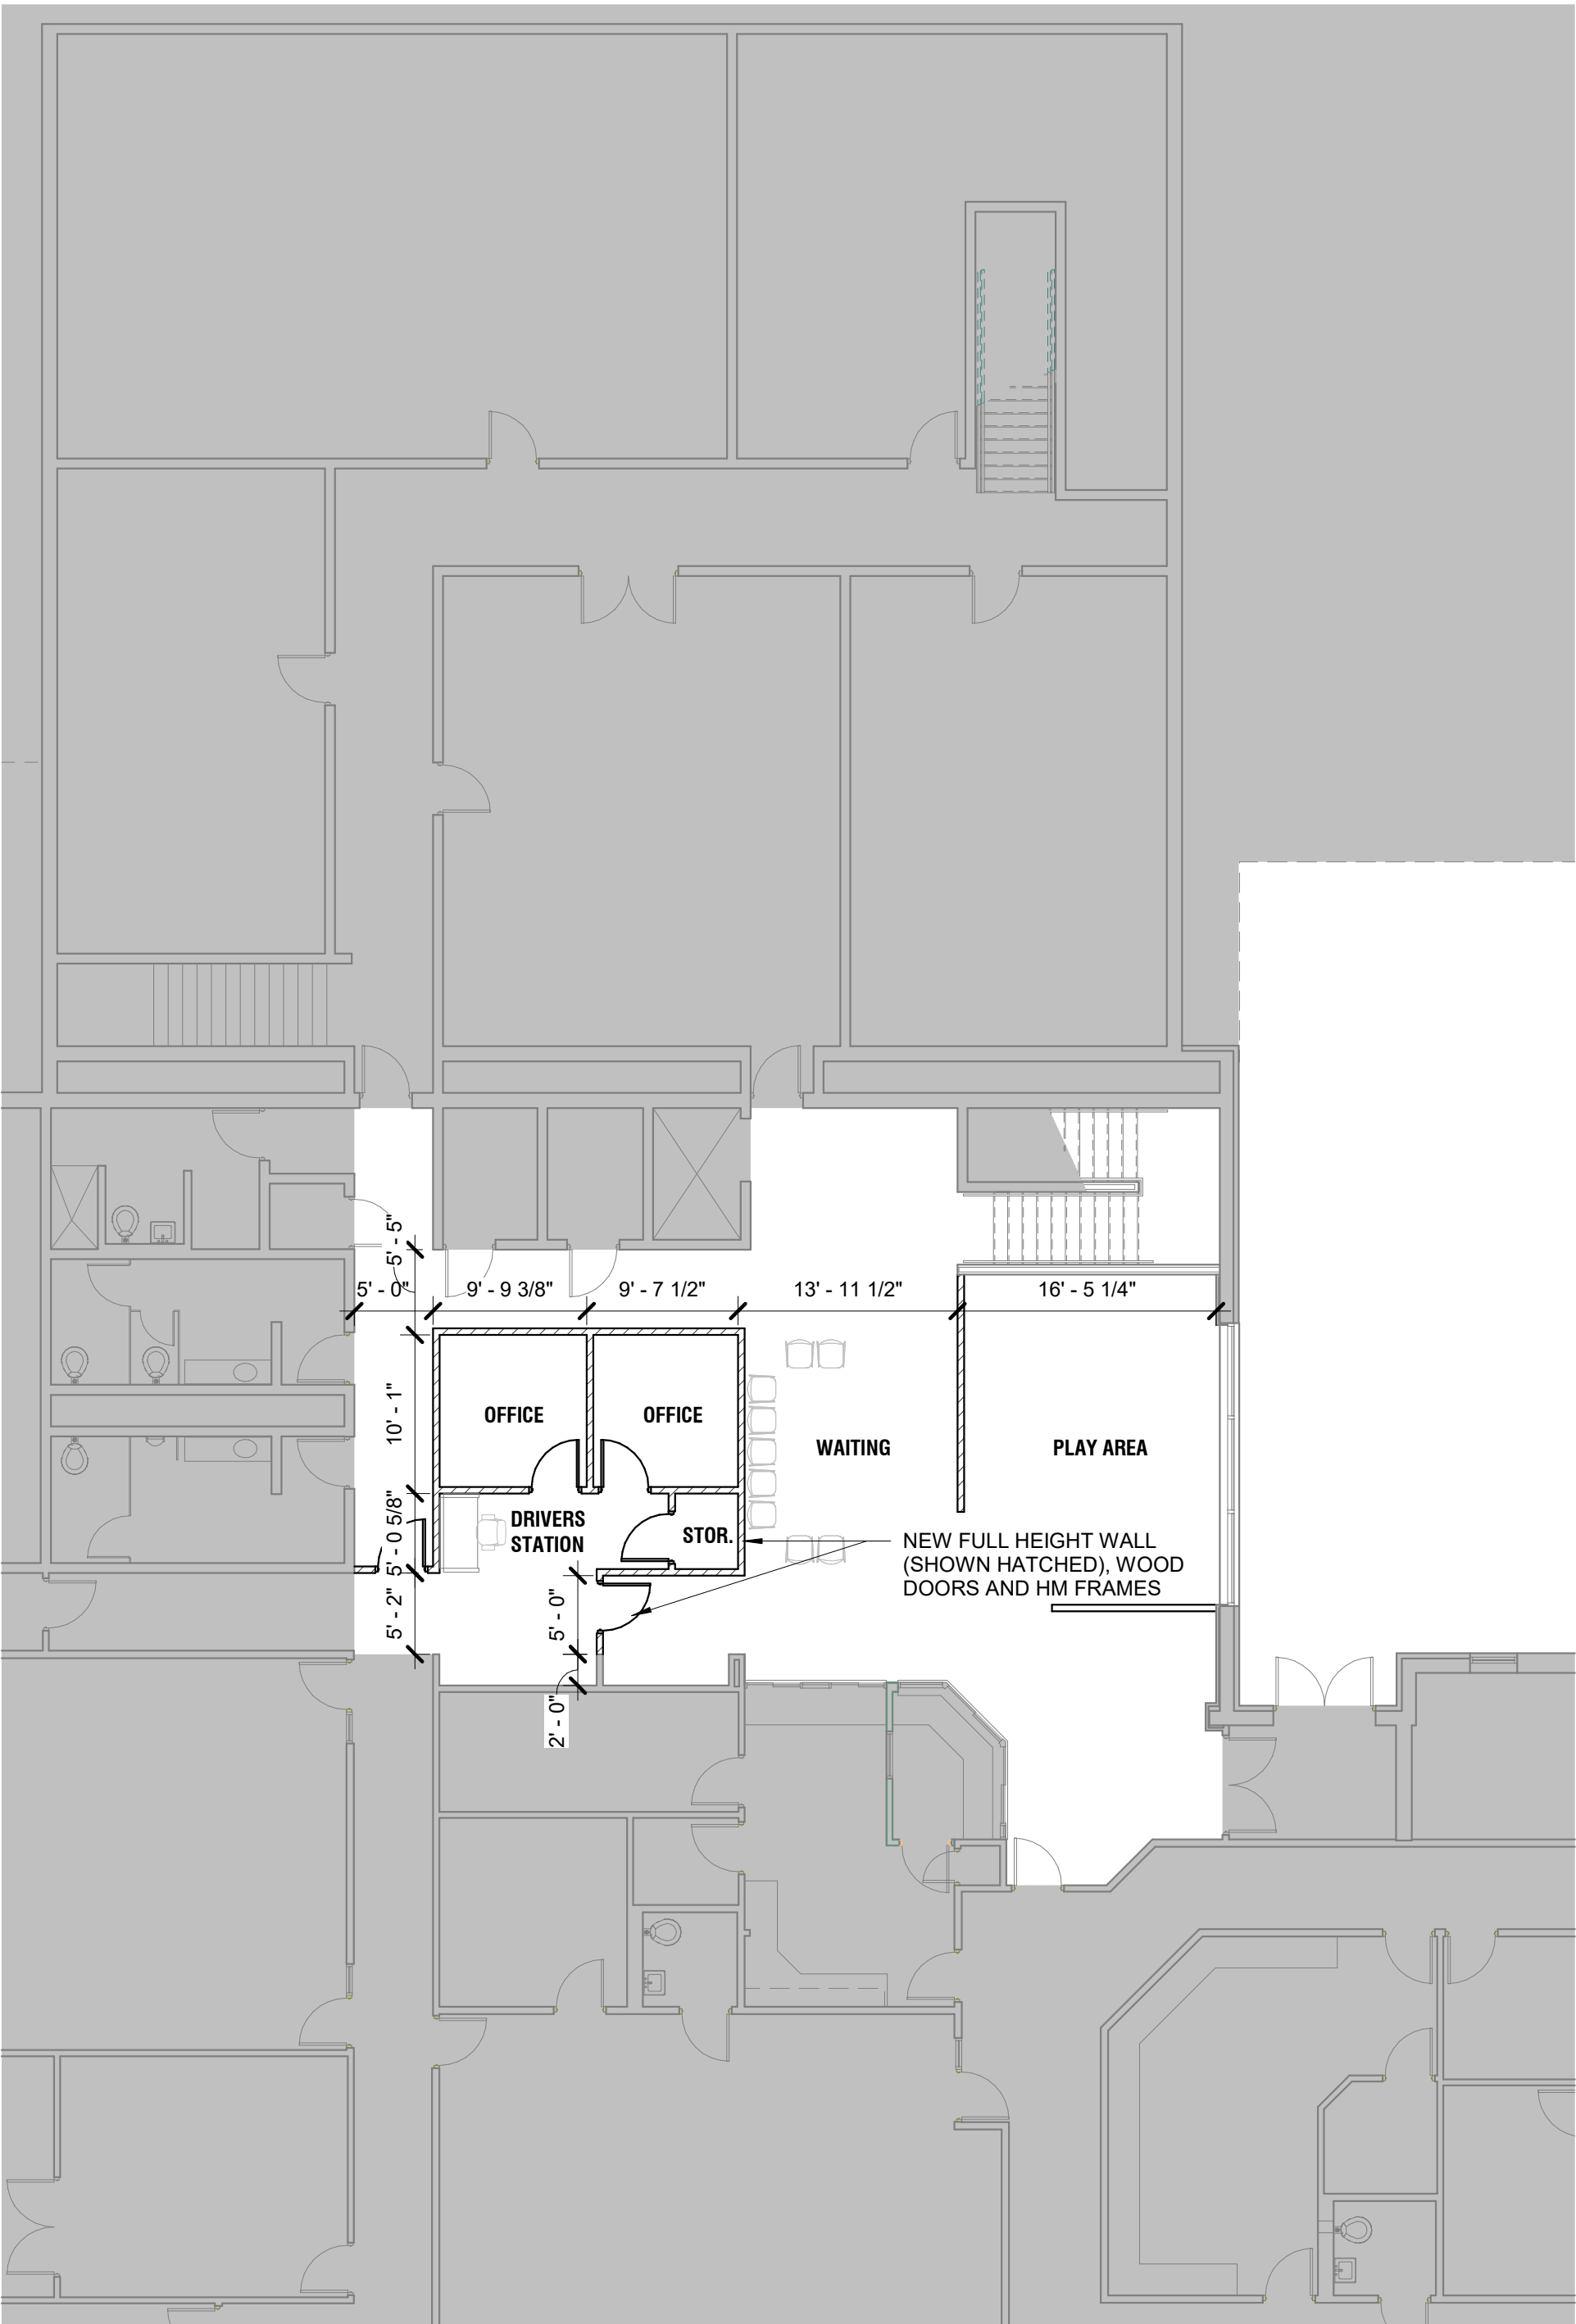 5' - 5"
5' - 0"
9' - 9 3/8"
9' - 7 1/2"
13' - 11 1/2"
16' - 5 1/4"
10' - 1"
OFFICE
OFFICE
WAITING
PLAY AREA
5' - 0 5/8"
DRIVERS
STATION
STOR.
NEW FULL HEIGHT WALL
(SHOWN HATCHED), WOOD
DOORS AND HM FRAMES
5' - 2"
5' - 0"
2' - 0"